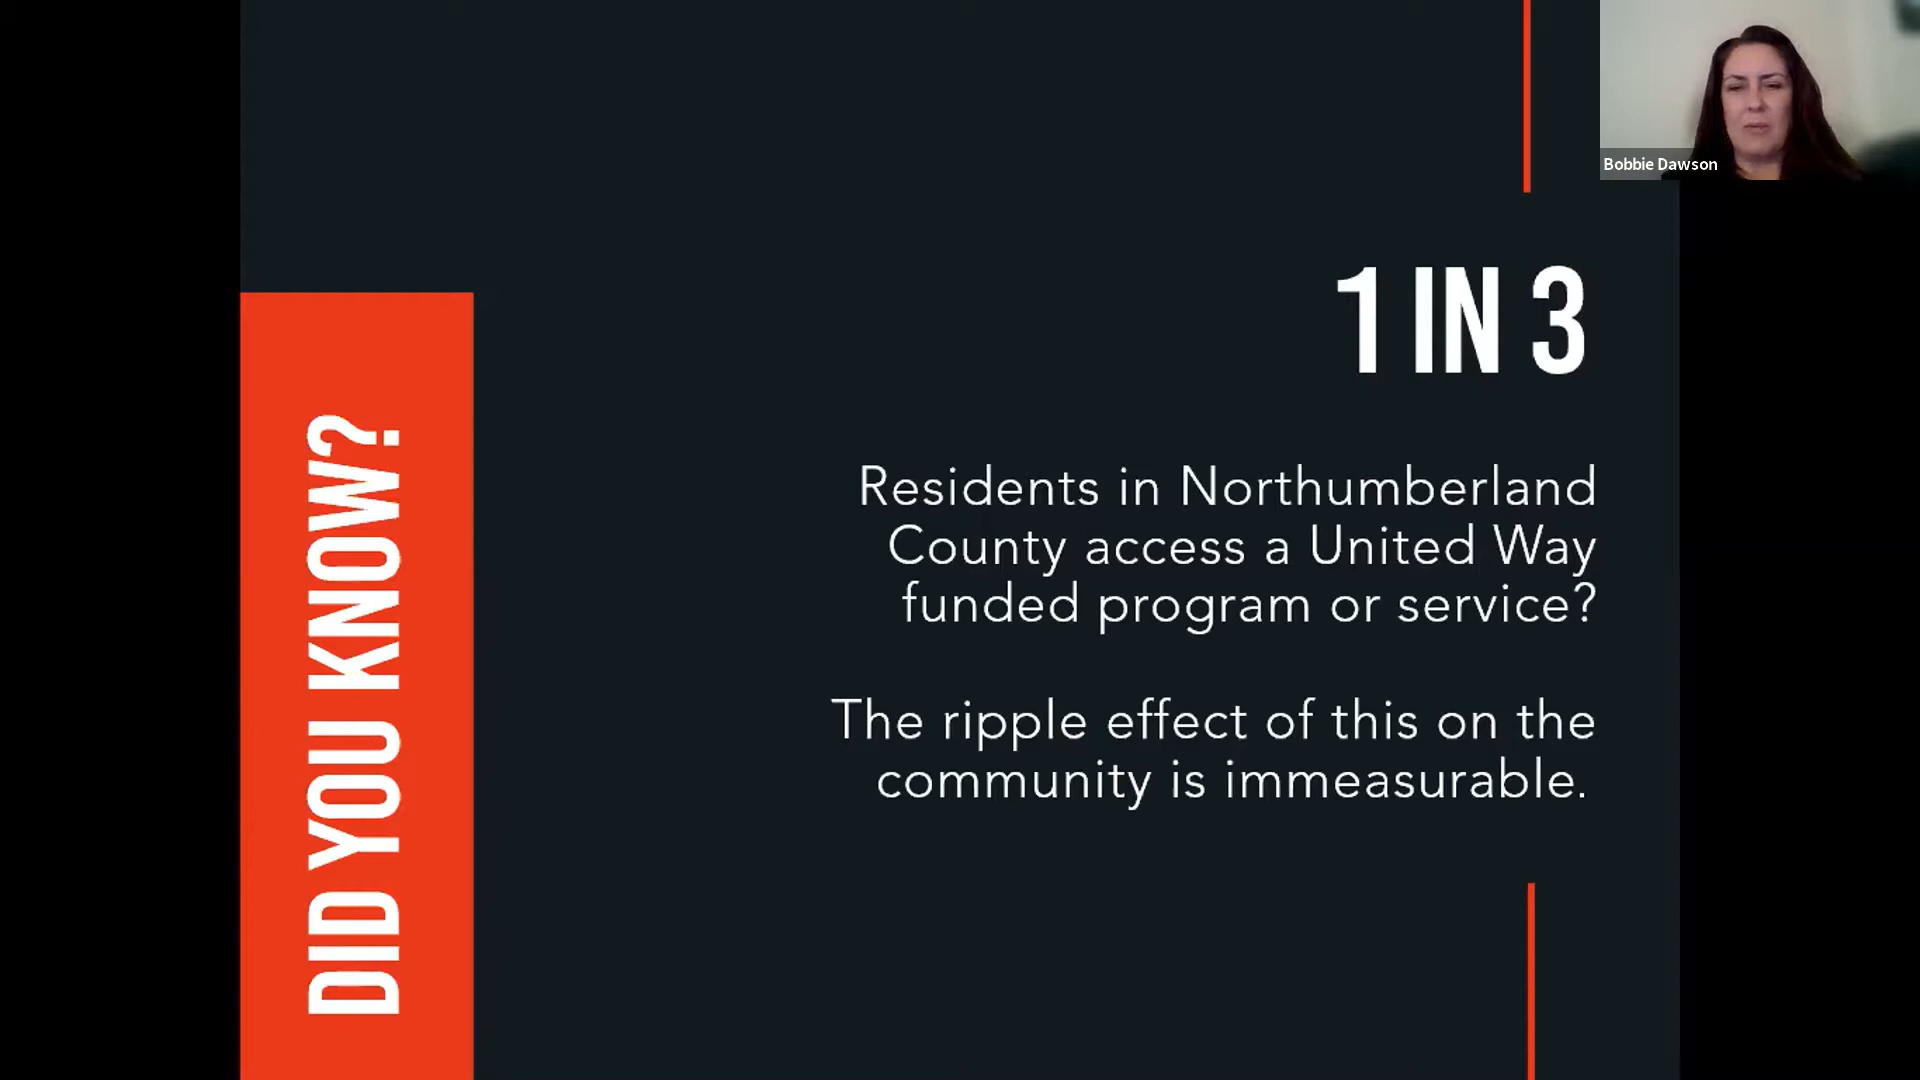 Bobbie Dawson
DID YOU KNOW?
1 IN 3
Residents in Northumberland
County access a United Way
funded program or service?
The ripple effect of this on the
community is immeasurable.